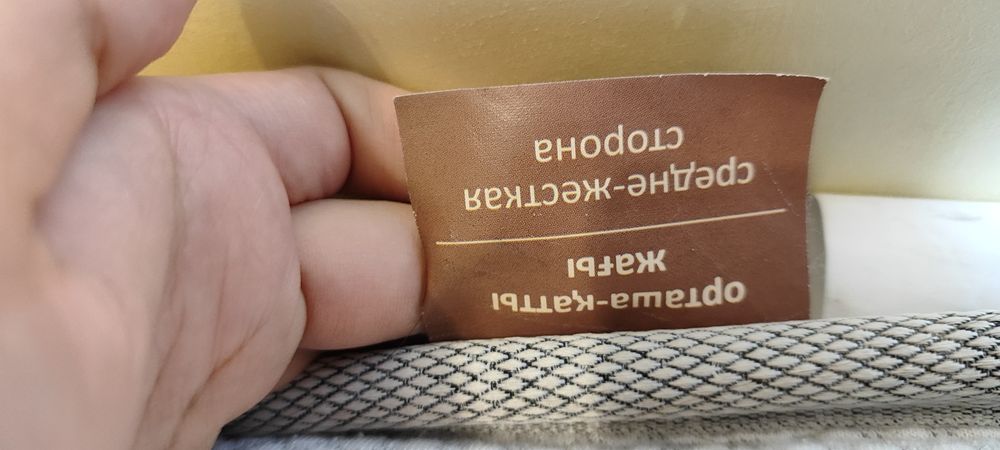 орташа-қатты
жағы
средне-жесткая
сторона